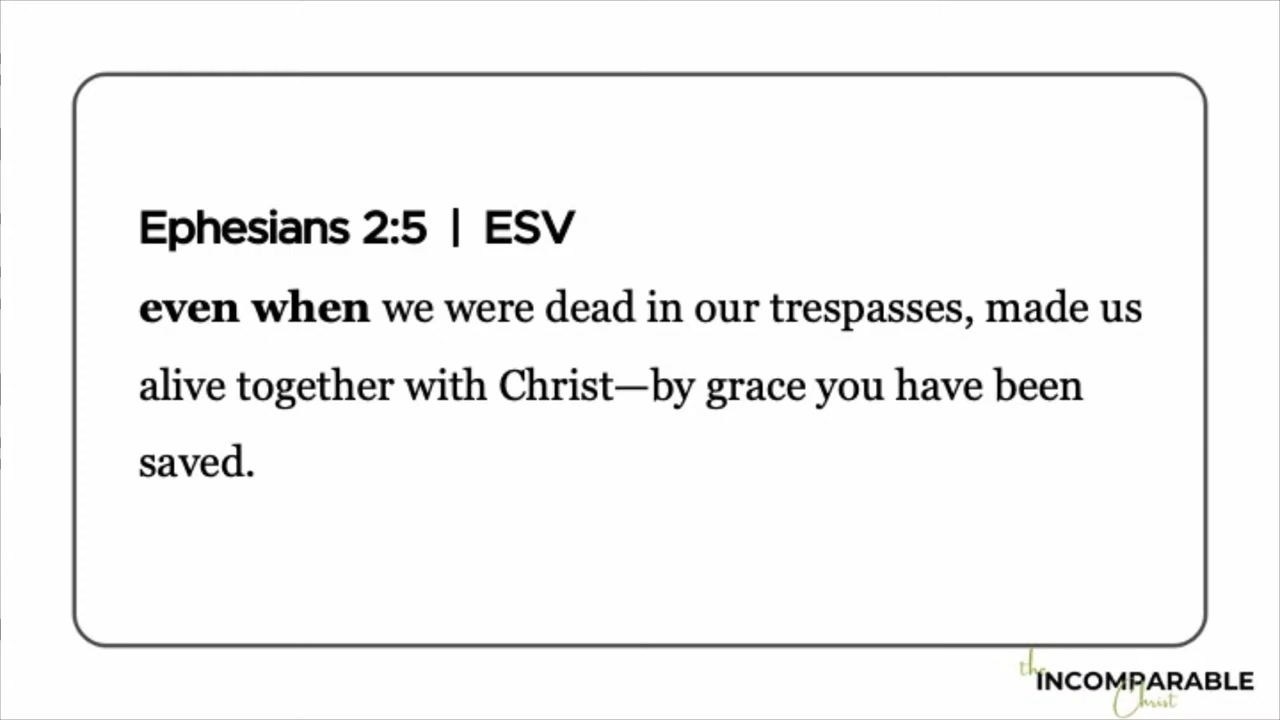 Ephesians 2:5 | ESV
even when we were dead in our trespasses, made us
alive together with Christ—by grace you have been
saved.
the
INCOMPARABLE
Christ